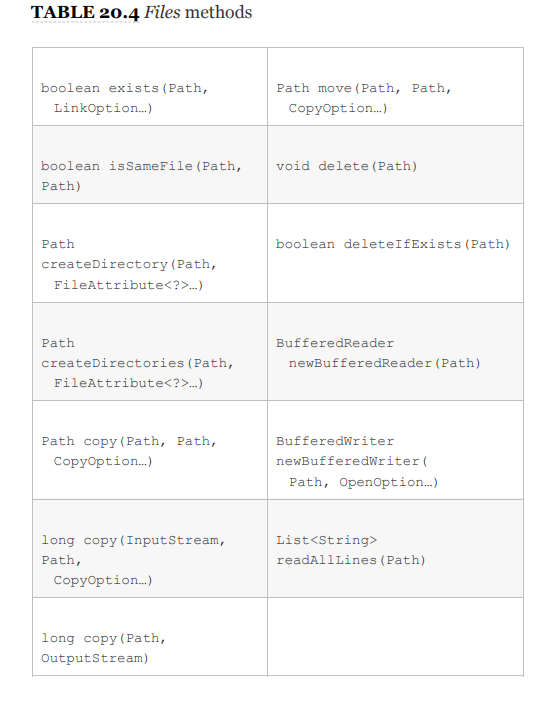 TABLE 20.4 Files methods
boolean exists(Path,
LinkOption…)
Path move(Path, Path,
CopyOption…)
boolean isSameFile(Path,
Path)
void delete(Path)
Path
createDirectory(Path,
FileAttribute<?>…)
boolean deleteIfExists(Path)
Path
createDirectories(Path,
FileAttribute<?>…)
BufferedReader
newBufferedReader(Path)
Path copy(Path, Path,
CopyOption…)
BufferedWriter
newBufferedWriter(
Path, OpenOption…)
long copy(InputStream,
Path,
CopyOption…)
List<String>
readAllLines(Path)
long copy(Path,
OutputStream)